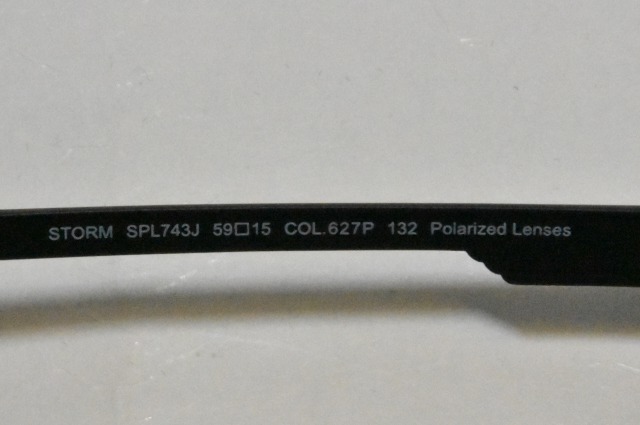 STORM SPL743J 59□15 COL.627P 132 Polarized Lenses